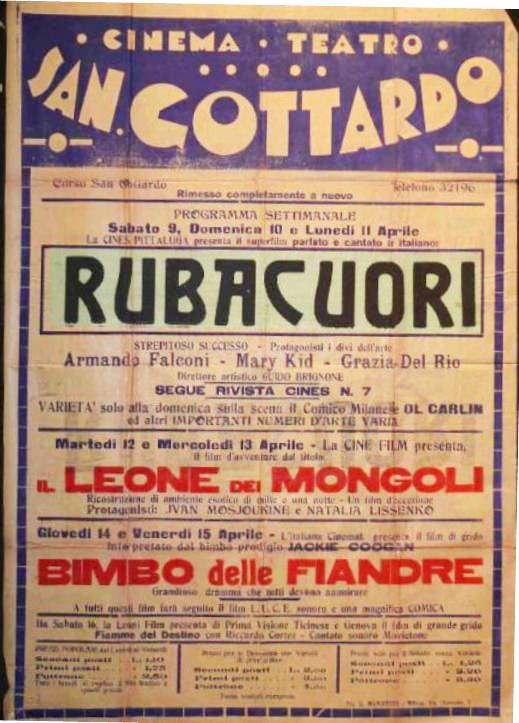 CINEMA · TEATRO
SAN. GOTTARDO
Corso San Gottardo Telefono 32196
Rimesso completamente a nuovo
PROGRAMMA SETTIMANALE
Sabato 9, Domenica 10 e Lunedì 11 Aprile
La CINES PITTALUGA presenta il superfilm parlato e cantato in italiano:
RUBACUORI
STREPITOSO SUCCESSO - Protagonisti i divi dell'arte
Armando Falconi - Mary Kid - Grazia Del Rio
Direttore artistico GUIDO BRIGNONE
SEGUE RIVISTA CINES N. 7
VARIETA' solo alla domenica sulla scena il Comico Milanese OL CARLIN
ed altri IMPORTANTI NUMERI D'ARTE VARIA
Martedì 12 e Mercoledì 13 Aprile - La CINE FILM presenta,
il film d'avventure dal titolo
IL LEONE DEI MONGOLI
Ricostruzione di ambiente esotico di mille e una notte - Un film d'eccezione
Protagonisti: JVAN MOSJOUKINE e NATALIA LISSENKO
Giovedì 14 e Venerdì 15 Aprile - L'italiana Cinemat. presenta il film di grido
Interpretato dal bimbo prodigio JACKIE COOGAN
BIMBO delle FIANDRE
Grandioso dramma che tutti devono ammirare
A tutti questi film farà seguito il film L.U.C.E. sonoro e una magnifica COMICA
Sabato 16, la Leoni Film presenta di Prima Visione Ticinese e Genova il film di grande grido
Fiamme del Destino con Riccardo Cortez - Cantato sonoro Movietone
Secondi posti
Primi posti L. 1,25
Poltrone
Secondi posti
Primi posti
Poltrone
Secondi posti
Primi posti
Poltrone